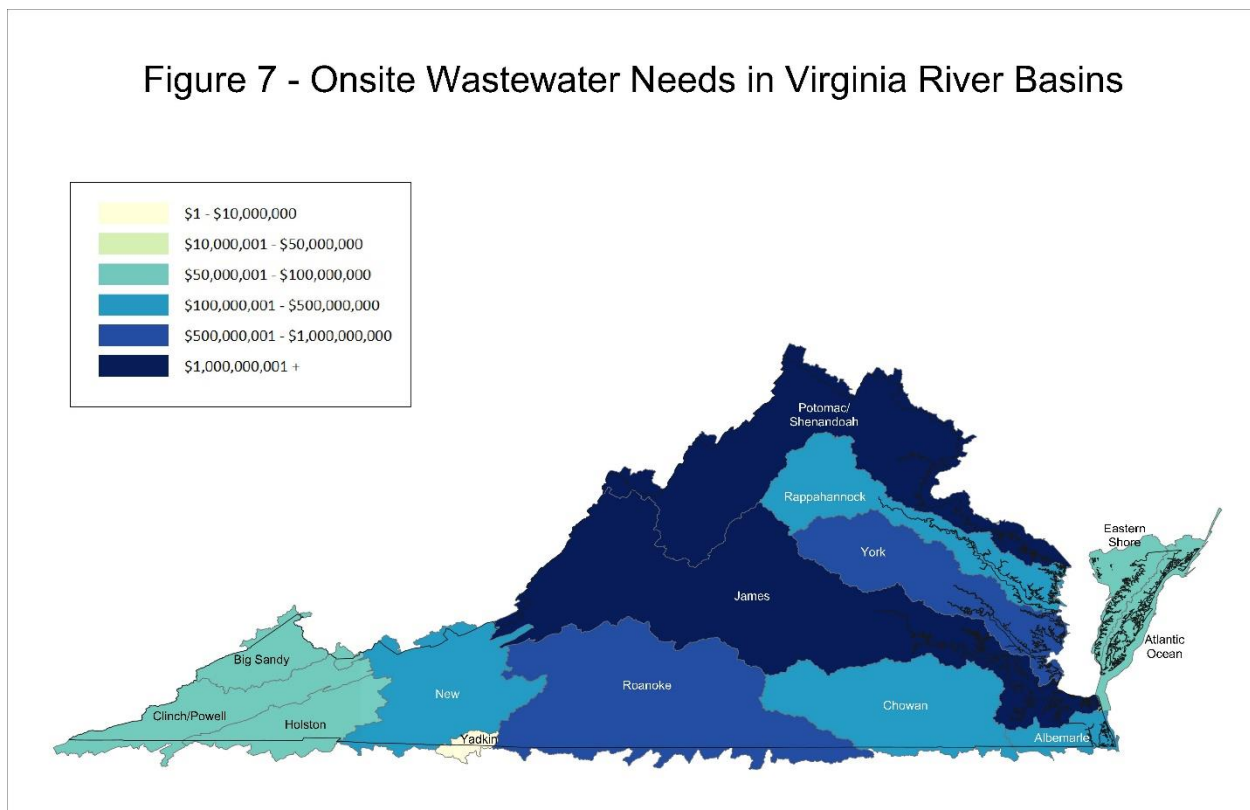 Figure 7 - Onsite Wastewater Needs in Virginia River Basins
$1 - $10,000,000
$10,000,001 - $50,000,000
$50,000,001 - $100,000,000
$100,000,001 - $500,000,000
$500,000,001 - $1,000,000,000
$1,000,000,001 +
Potomac/
Shenandoah
Rappahannock
Eastern
Shore
York
James
Atlantic
Ocean
Big Sandy
Roanoke
New
Chowan
Clinch/Powell
Holston
Yadkin
Albemarle